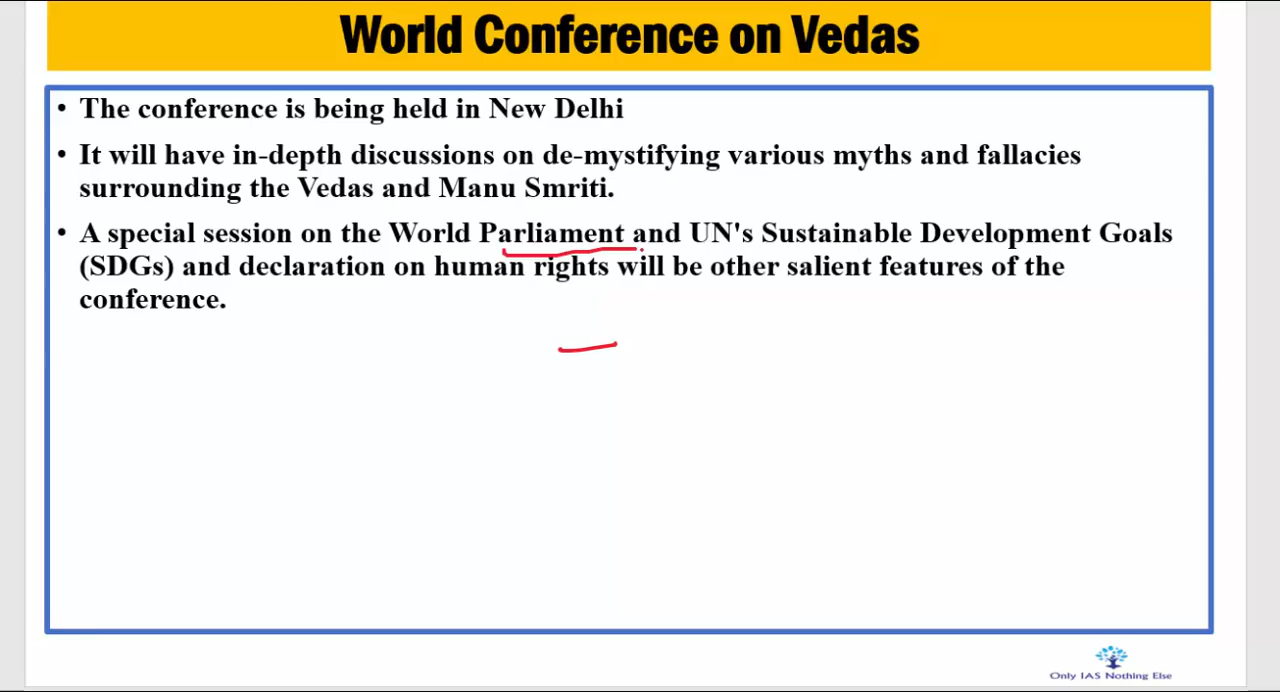 World Conference on Vedas
• The conference is being held in New Delhi
• It will have in-depth discussions on de-mystifying various myths and fallacies
surrounding the Vedas and Manu Smriti.
• A special session on the World Parliament and UN's Sustainable Development Goals
(SDGs) and declaration on human rights will be other salient features of the
conference.
Only IAS Nothing Else